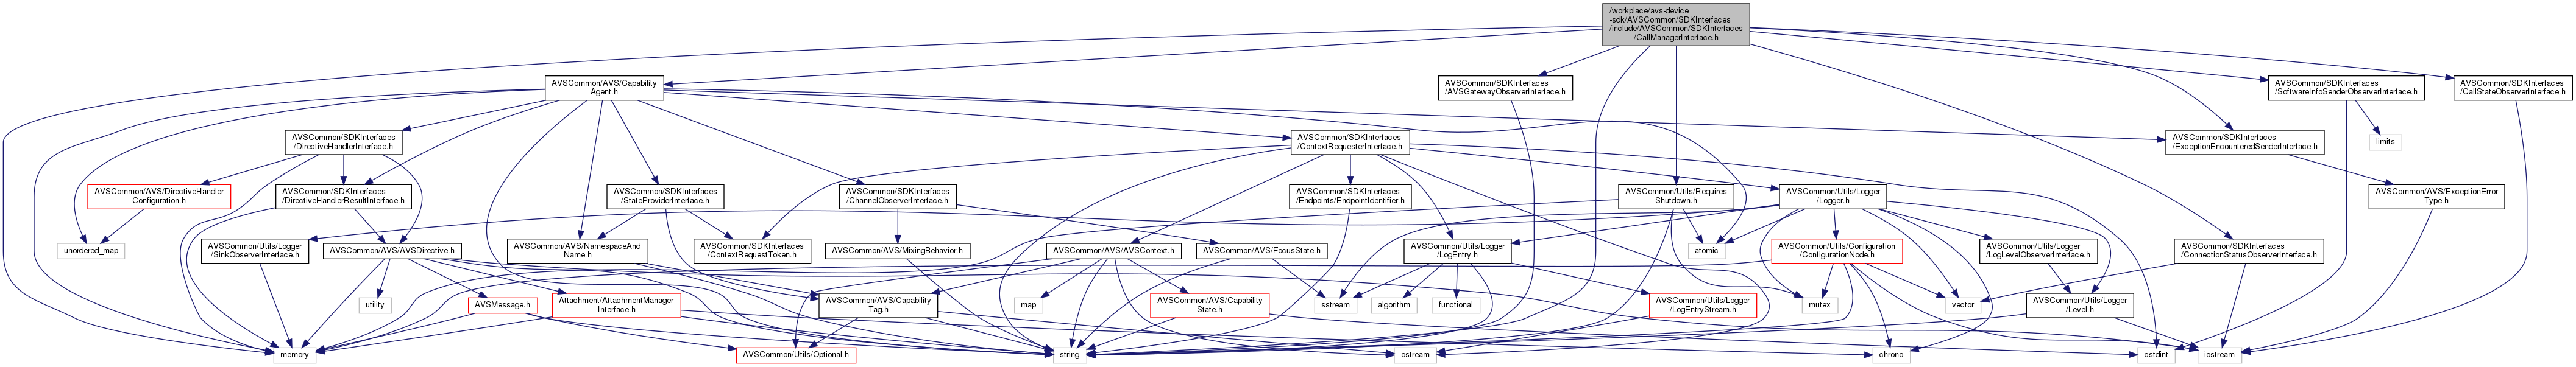 /workplace/avs-device
-sdk/AVSCommon/SDKInterfaces
/include/AVSCommon/SDKInterfaces
/CallManagerInterface.h
AVSCommon/AVS/Capability
Agent.h
AVSCommon/SDKInterfaces
/AVSGatewayObserverInterface.h
AVSCommon/SDKInterfaces
/SoftwareInfoSenderObserverInterface.h
AVSCommon/SDKInterfaces
/CallStateObserverInterface.h
AVSCommon/SDKInterfaces
/DirectiveHandlerInterface.h
AVSCommon/SDKInterfaces
/ContextRequesterInterface.h
AVSCommon/SDKInterfaces
/ExceptionEncounteredSenderInterface.h
limits
AVSCommon/AVS/DirectiveHandler
Configuration.h
AVSCommon/SDKInterfaces
/DirectiveHandlerResultInterface.h
AVSCommon/SDKInterfaces
/StateProviderInterface.h
AVSCommon/SDKInterfaces
/ChannelObserverInterface.h
AVSCommon/SDKInterfaces
/Endpoints/EndpointIdentifier.h
AVSCommon/Utils/Requires
Shutdown.h
AVSCommon/Utils/Logger
/Logger.h
AVSCommon/AVS/ExceptionError
Type.h
unordered_map
AVSCommon/Utils/Logger
/SinkObserverInterface.h
AVSCommon/AVS/AVSDirective.h
AVSCommon/AVS/NamespaceAnd
Name.h
AVSCommon/SDKInterfaces
/ContextRequestToken.h
AVSCommon/AVS/MixingBehavior.h
AVSCommon/AVS/AVSContext.h
AVSCommon/AVS/FocusState.h
AVSCommon/Utils/Logger
/LogEntry.h
atomic
AVSCommon/Utils/Configuration
/ConfigurationNode.h
AVSCommon/Utils/Logger
/LogLevelObserverInterface.h
AVSCommon/SDKInterfaces
/ConnectionStatusObserverInterface.h
utility
AVSMessage.h
Attachment/AttachmentManager
Interface.h
AVSCommon/AVS/Capability
Tag.h
map
AVSCommon/AVS/Capability
State.h
sstream
algorithm
functional
AVSCommon/Utils/Logger
/LogEntryStream.h
mutex
vector
AVSCommon/Utils/Logger
/Level.h
memory
AVSCommon/Utils/Optional.h
string
ostream
chrono
cstdint
iostream